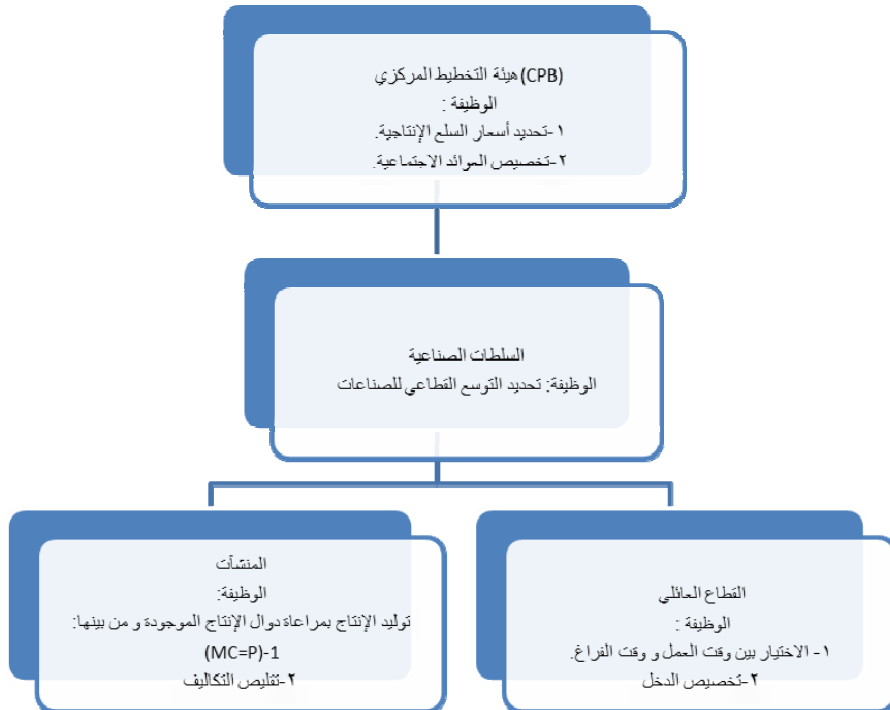 هيئة التخطيط المركزي(CPB)
الوظيفة :
١-تحديد أسعار السلع الإنتاجية.
٢-تخصيص العوائد الاجتماعية.
السلطات الصناعية
الوظيفة: تحديد التوسع القطاعي للصناعات
القطاع العائلي
الوظيفة :
١- الاختيار بين وقت العمل و وقت الفراغ.
٢-تخصيص الدخل
المنشآت
الوظيفة:
توليد الإنتاج بمراعاة دوال الإنتاج الموجودة و من بينها:
1-(MC=P)
٢-تقليص التكاليف